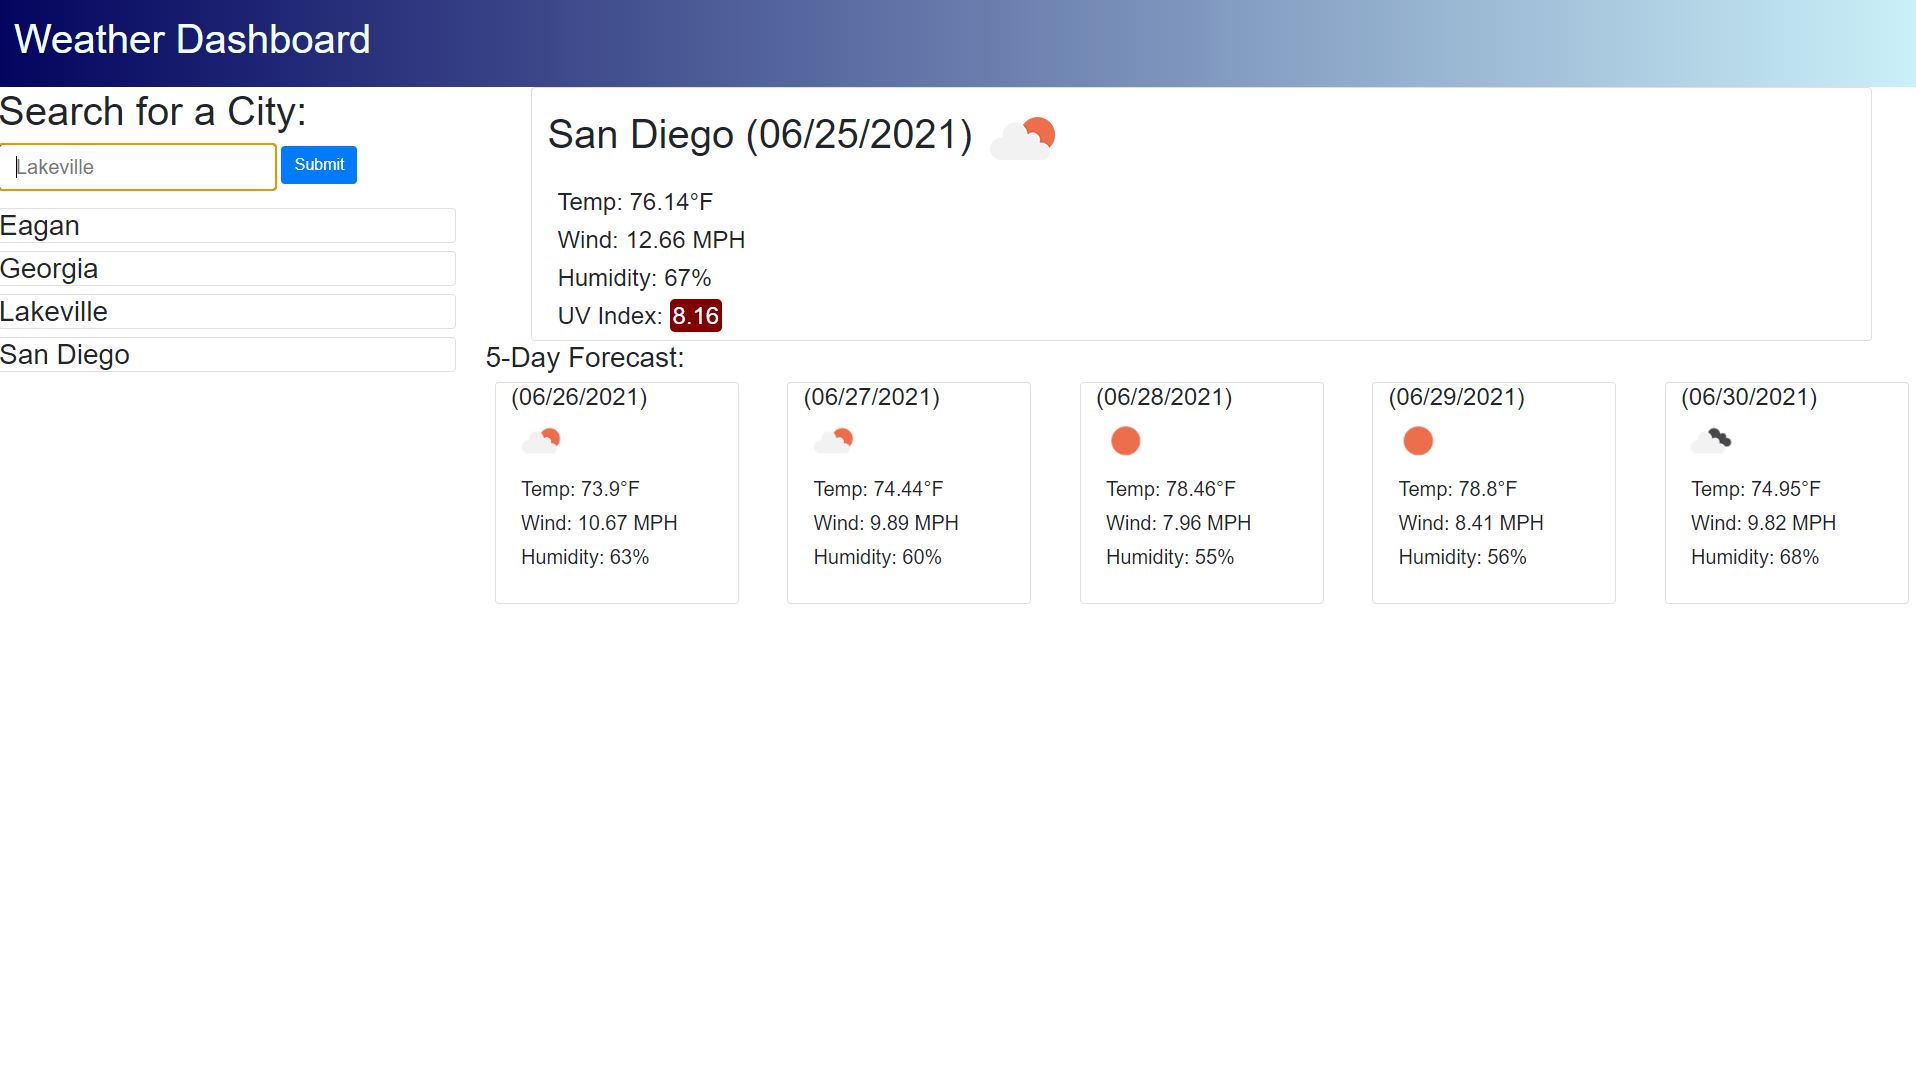 Weather Dashboard
Search for a City:
Lakeville
Submit
Eagan
Georgia
Lakeville
San Diego
San Diego (06/25/2021)
Temp: 76.14°F
Wind: 12.66 MPH
Humidity: 67%
UV Index: 8.16
5-Day Forecast:
(06/26/2021)
Temp: 73.9°F
Wind: 10.67 MPH
Humidity: 63%
(06/27/2021)
Temp: 74.44°F
Wind: 9.89 MPH
Humidity: 60%
(06/28/2021)
Temp: 78.46°F
Wind: 7.96 MPH
Humidity: 55%
(06/29/2021)
Temp: 78.8°F
Wind: 8.41 MPH
Humidity: 56%
(06/30/2021)
Temp: 74.95°F
Wind: 9.82 MPH
Humidity: 68%